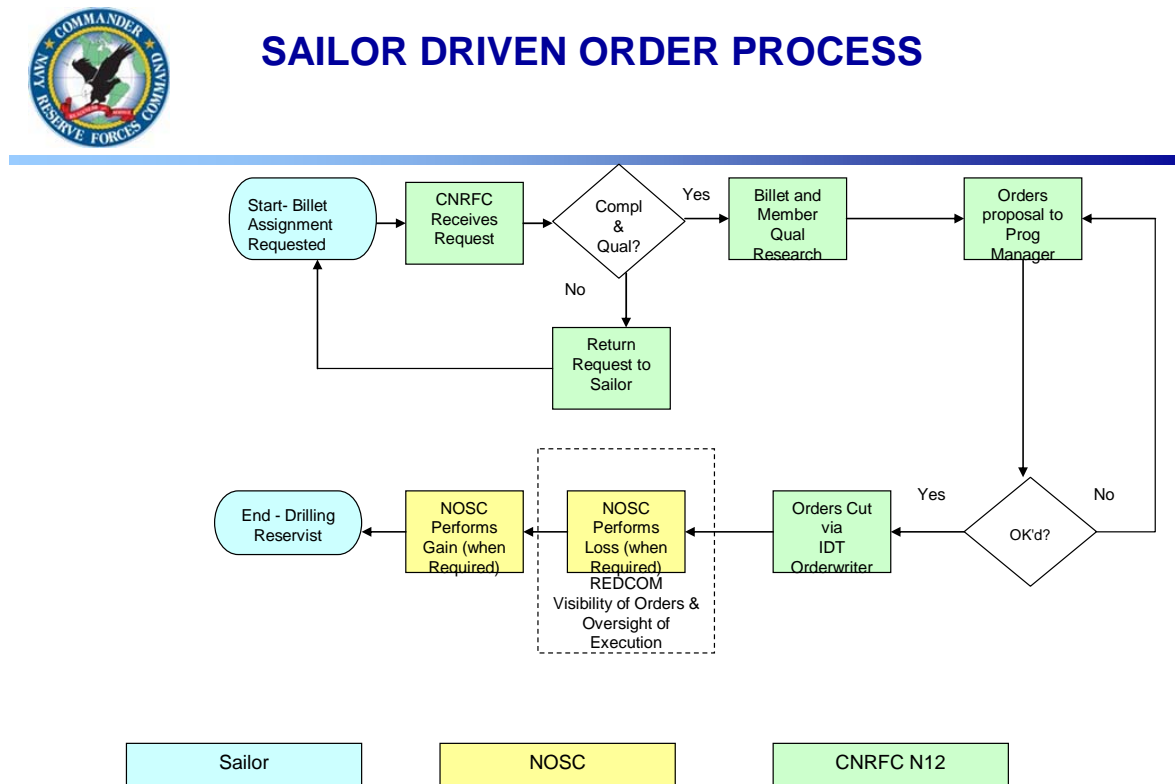 COMMANDER
NAVY RESERVE FORCES COMMAND
SAILOR DRIVEN ORDER PROCESS
Start- Billet
Assignment
Requested
CNRFC
Receives
Request
Compl
&
Qual?
Yes
Billet and
Member
Qual
Research
Orders
proposal to
Prog
Manager
No
Return
Request to
Sailor
End - Drilling
Reservist
NOSC
Performs
Gain (when
Required)
NOSC
Performs
Loss (when
Required)
REDCOM
Visibility of Orders &
Oversight of
Execution
Orders Cut
via
IDT
Orderwriter
Yes
OK'd?
No
Sailor
NOSC
CNRFC N12